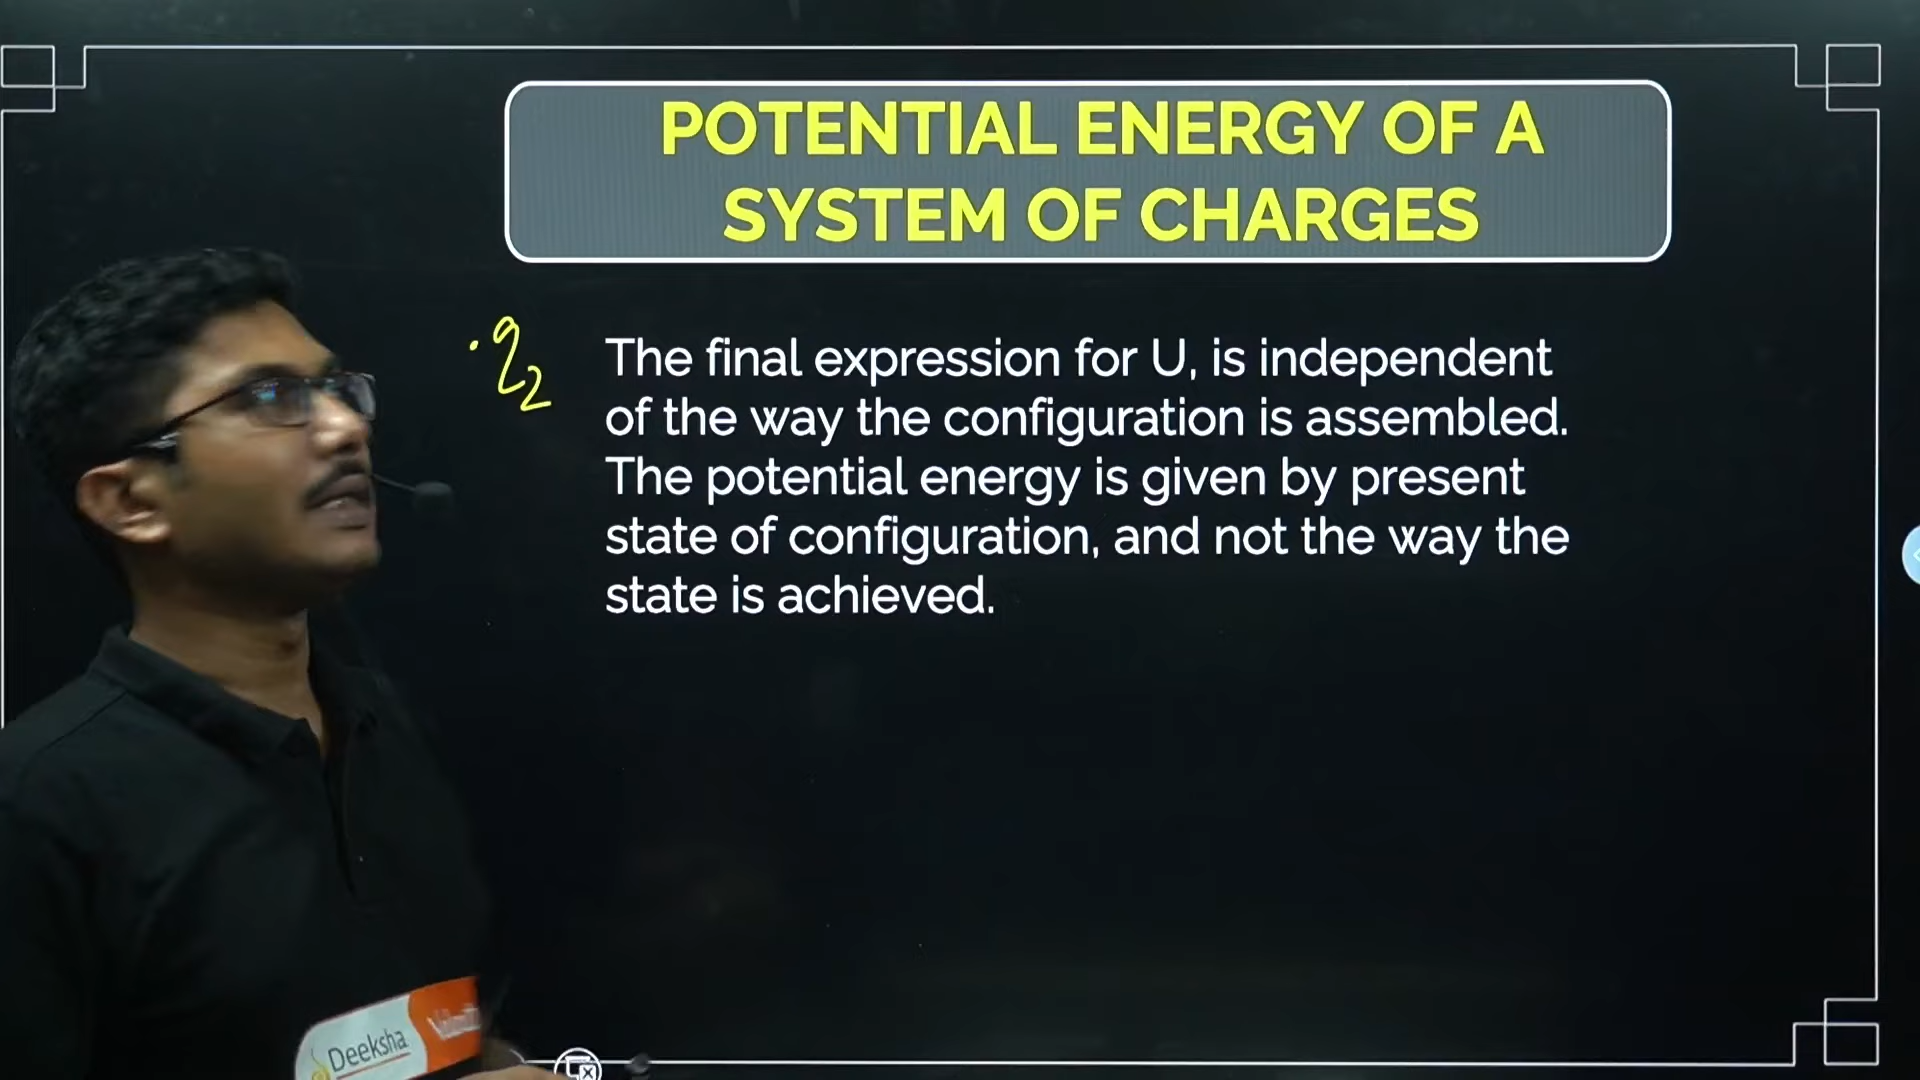 POTENTIAL ENERGY OF A
SYSTEM OF CHARGES
. q2
The final expression for U, is independent
of the way the configuration is assembled.
The potential energy is given by present
state of configuration, and not the way the
state is achieved.
Deeksha